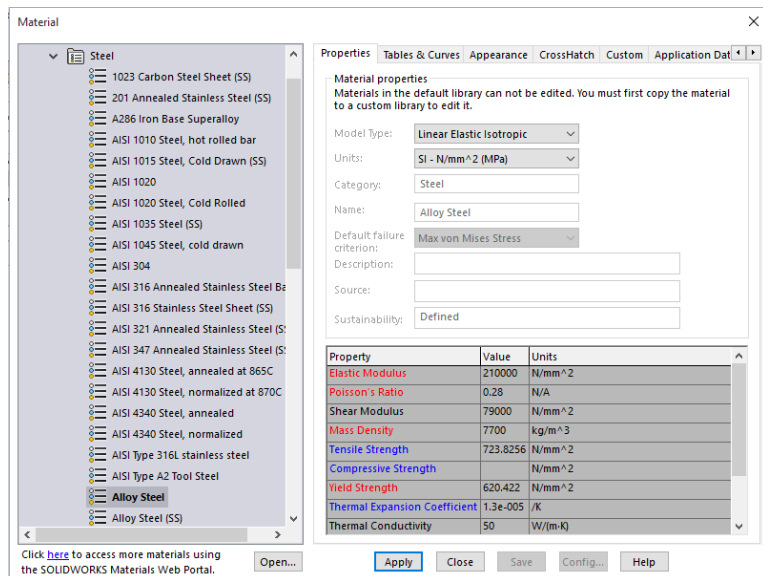 Material
Steel
1023 Carbon Steel Sheet (SS)
201 Annealed Stainless Steel (SS)
A286 Iron Base Superalloy
AISI 1010 Steel, hot rolled bar
AISI 1015 Steel, Cold Drawn (SS)
AISI 1020
AISI 1020 Steel, Cold Rolled
AISI 1035 Steel (SS)
AISI 1045 Steel, cold drawn
AISI 304
AISI 316 Annealed Stainless Steel Ba
AISI 316 Stainless Steel Sheet (SS)
AISI 321 Annealed Stainless Steel (S
AISI 347 Annealed Stainless Steel (S
AISI 4130 Steel, annealed at 865C
AISI 4130 Steel, normalized at 870C
AISI 4340 Steel, annealed
AISI 4340 Steel, normalized
AISI Type 316L stainless steel
AISI Type A2 Tool Steel
Alloy Steel
Alloy Steel (SS)
Click here to access more materials using
the SOLIDWORKS Materials Web Portal.
Open...
Properties Tables & Curves Appearance CrossHatch Custom Application Dat
Material properties
Materials in the default library can not be edited. You must first copy the material
to a custom library to edit it.
Model Type: Linear Elastic Isotropic
Units: SI - N/mm^2 (MPa)
Category: Steel
Name: Alloy Steel
Default failure
criterion: Max von Mises Stress
Description:
Source:
Sustainability: Defined
Property Value Units
Elastic Modulus 210000 N/mm^2
Poisson's Ratio 0.28 N/A
Shear Modulus 79000 N/mm^2
Mass Density 7700 kg/m^3
Tensile Strength 723.8256 N/mm^2
Compressive Strength N/mm^2
Yield Strength 620.422 N/mm^2
Thermal Expansion Coefficient 1.3e-005 /K
Thermal Conductivity 50 W/(m·K)
Apply Close Save Config... Help